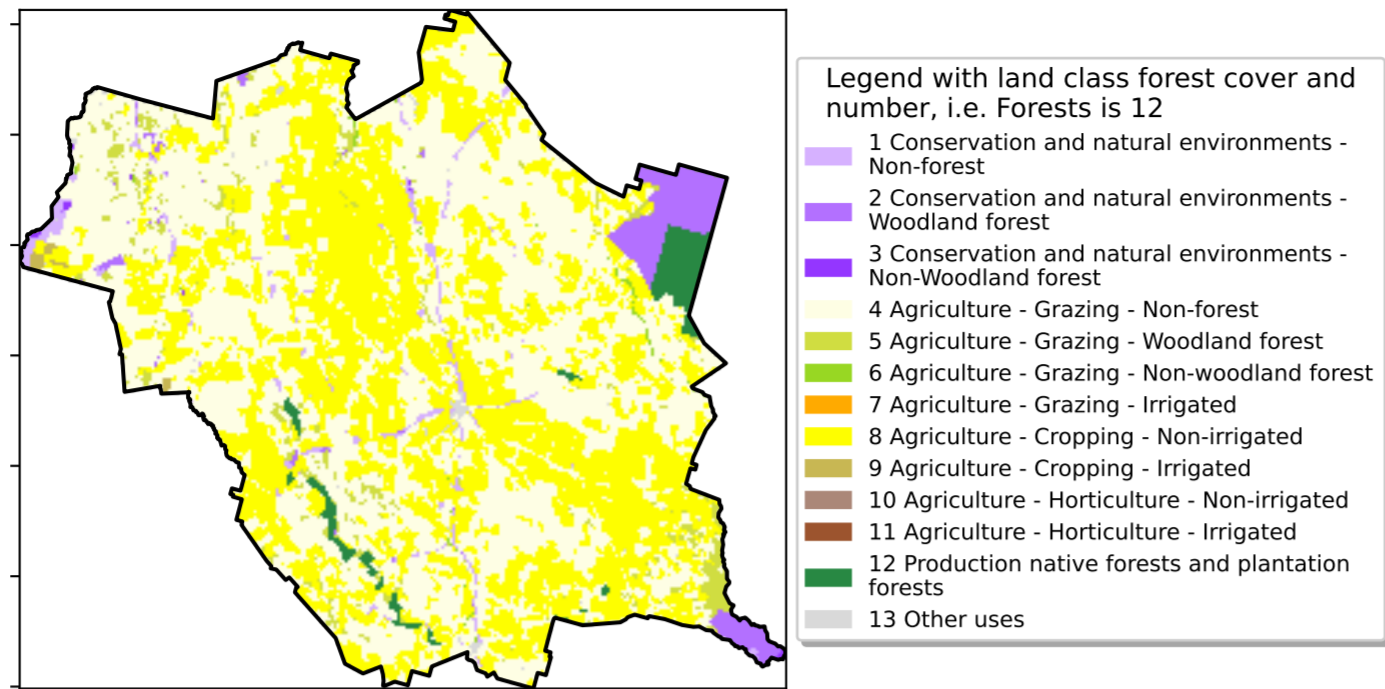 Legend with land class forest cover and
number, i.e. Forests is 12
1 Conservation and natural environments -
Non-forest
2 Conservation and natural environments -
Woodland forest
3 Conservation and natural environments -
Non-Woodland forest
4 Agriculture - Grazing - Non-forest
5 Agriculture - Grazing - Woodland forest
6 Agriculture - Grazing - Non-woodland forest
7 Agriculture - Grazing - Irrigated
8 Agriculture - Cropping - Non-irrigated
9 Agriculture - Cropping - Irrigated
10 Agriculture - Horticulture - Non-irrigated
11 Agriculture - Horticulture - Irrigated
12 Production native forests and plantation
forests
13 Other uses